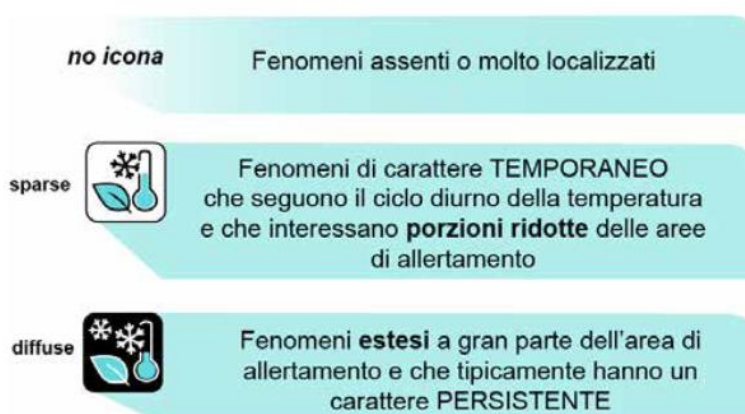 no icona
Fenomeni assenti o molto localizzati
sparse
Fenomeni di carattere TEMPORANEO
che seguono il ciclo diurno della temperatura
e che interessano porzioni ridotte delle aree
di allertamento
diffuse
Fenomeni estesi a gran parte dell'area di
allertamento e che tipicamente hanno un
carattere PERSISTENTE